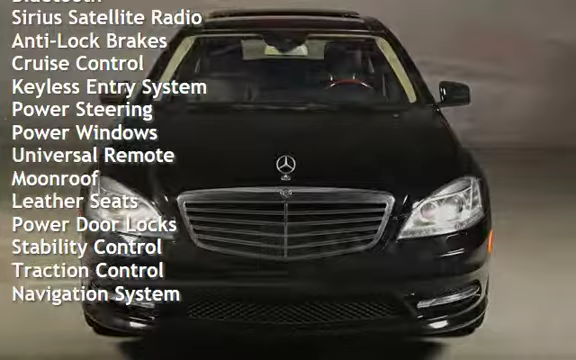 Bluetooth
Sirius Satellite Radio
Anti-Lock Brakes
Cruise Control
Keyless Entry System
Power Steering
Power Windows
Universal Remote
Moonroof
Leather Seats
Power Door Locks
Stability Control
Traction Control
Navigation System